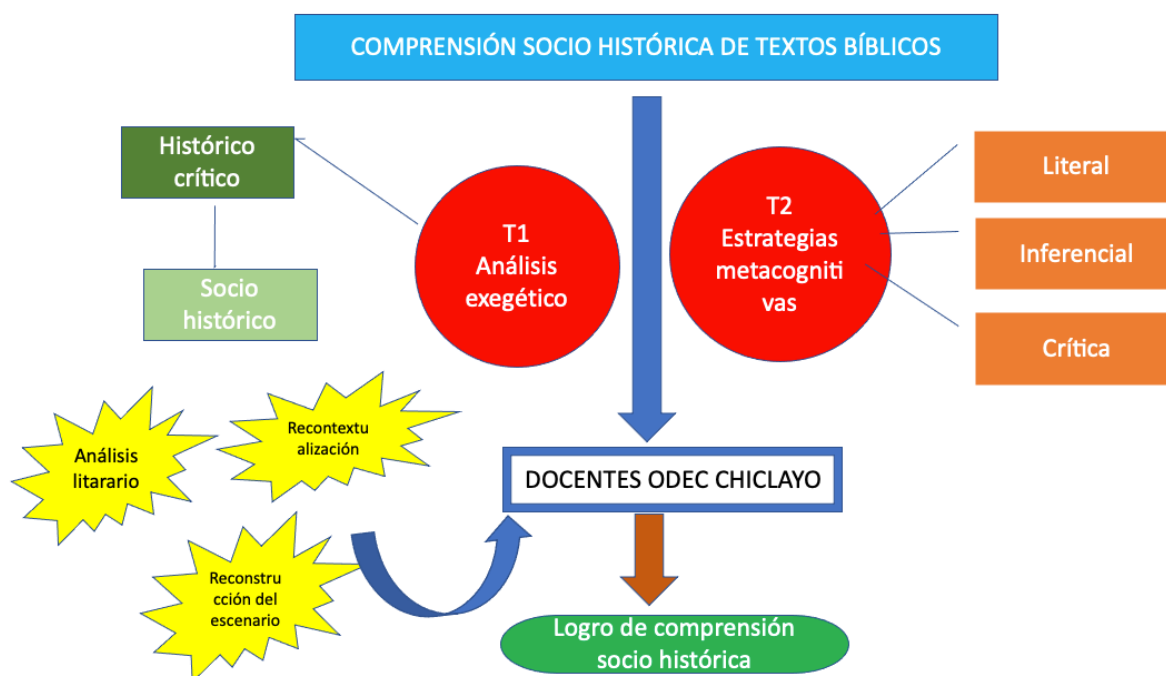 COMPRENSIÓN SOCIO HISTÓRICA DE TEXTOS BÍBLICOS
Histórico
crítico
Socio
histórico
T1
Análisis
exegético
T2
Estrategias
metacogniti
vas
Literal
Inferencial
Crítica
Análisis
litarario
Recontextu
alización
Reconstru
cción del
escenario
DOCENTES ODEC CHICLAYO
Logro de comprensión
socio histórica